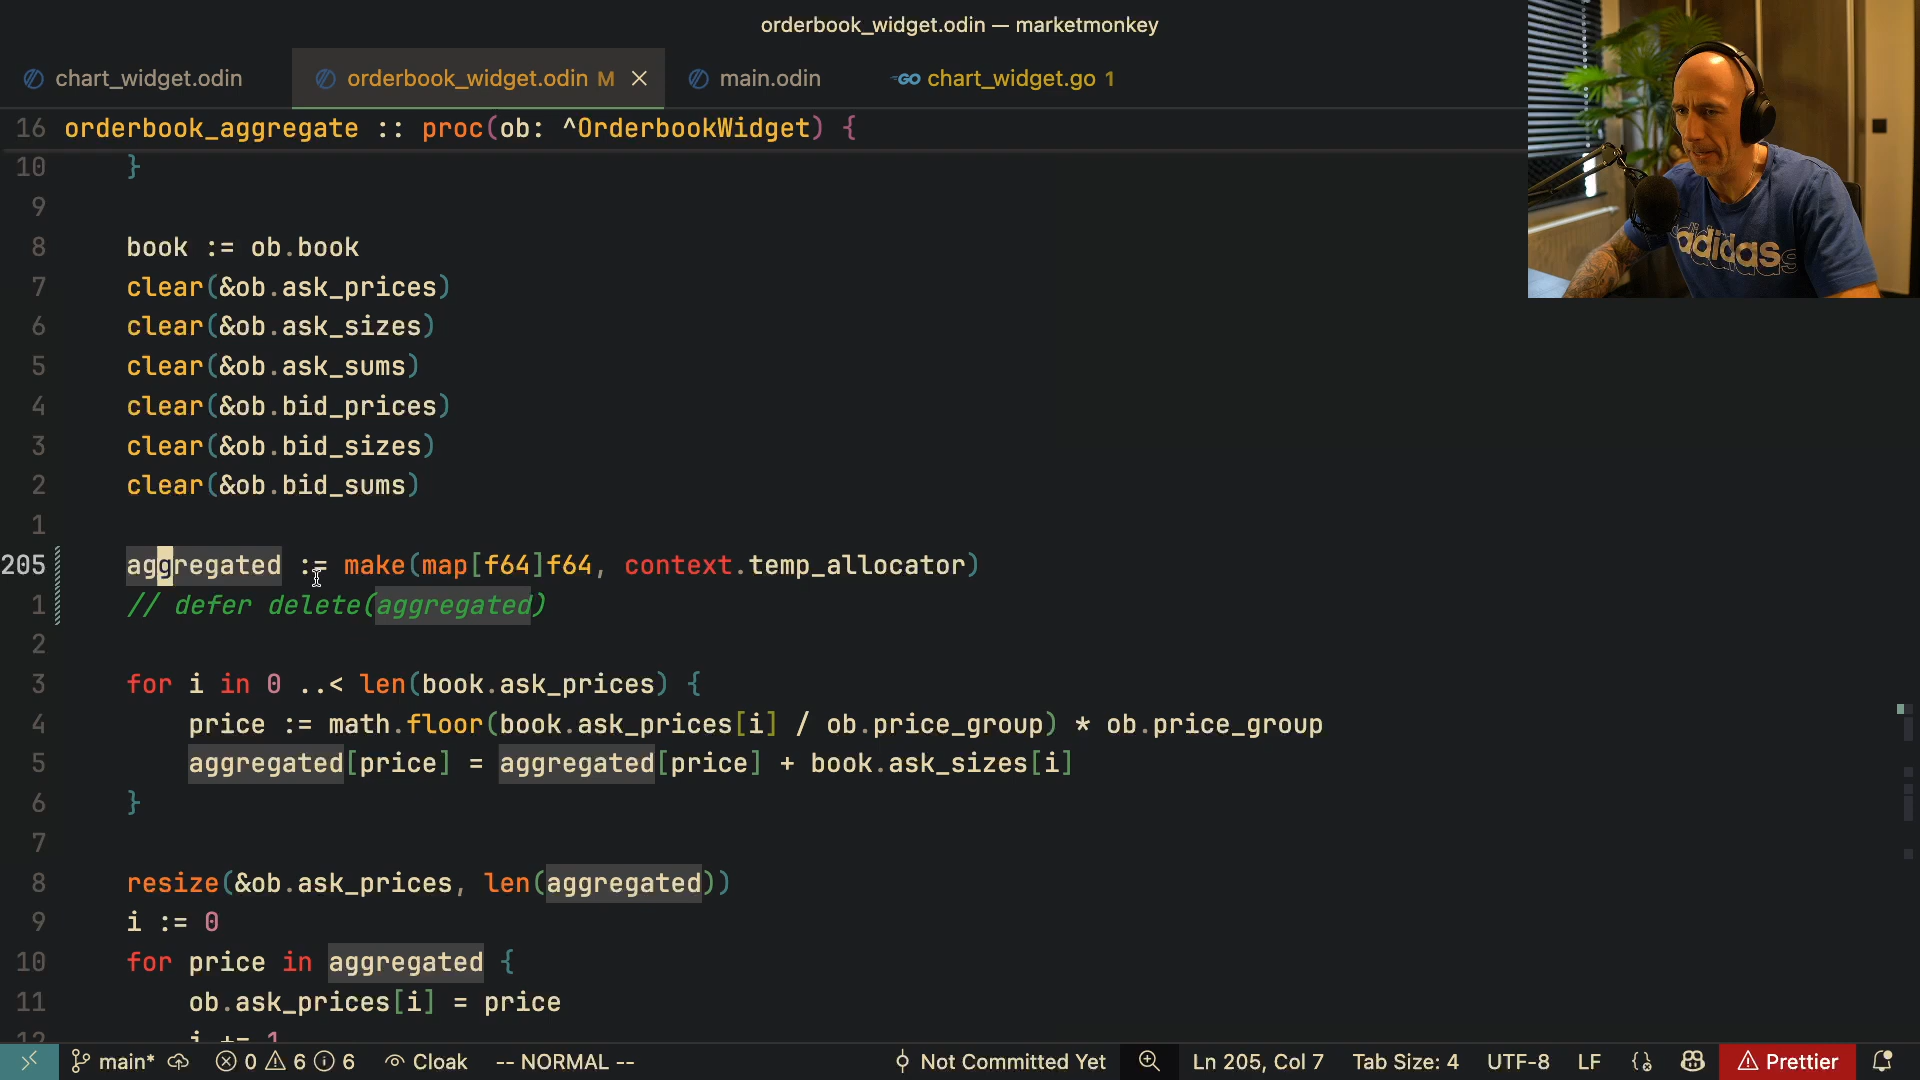 orderbook_widget.odin — marketmonkey
chart_widget.odin
orderbook_widget.odin M
main.odin
GO chart_widget.go 1
16 orderbook_aggregate :: proc(ob: ^OrderbookWidget) {
10 }
9
8 book := ob.book
7 clear(&ob.ask_prices)
6 clear(&ob.ask_sizes)
5 clear(&ob.ask_sums)
4 clear(&ob.bid_prices)
3 clear(&ob.bid_sizes)
2 clear(&ob.bid_sums)
1
205 aggregated := make(map[f64]f64, context.temp_allocator)
1 // defer delete(aggregated)
2
3 for i in 0 ..< len(book.ask_prices) {
4 price := math.floor(book.ask_prices[i] / ob.price_group) * ob.price_group
5 aggregated[price] = aggregated[price] + book.ask_sizes[i]
6 }
7
8 resize(&ob.ask_prices, len(aggregated))
9 i := 0
10 for price in aggregated {
11 ob.ask_prices[i] = price
12 i += 1
main* 0 6 6 Cloak -- NORMAL -- Not Committed Yet Ln 205, Col 7 Tab Size: 4 UTF-8 LF Prettier
adidas